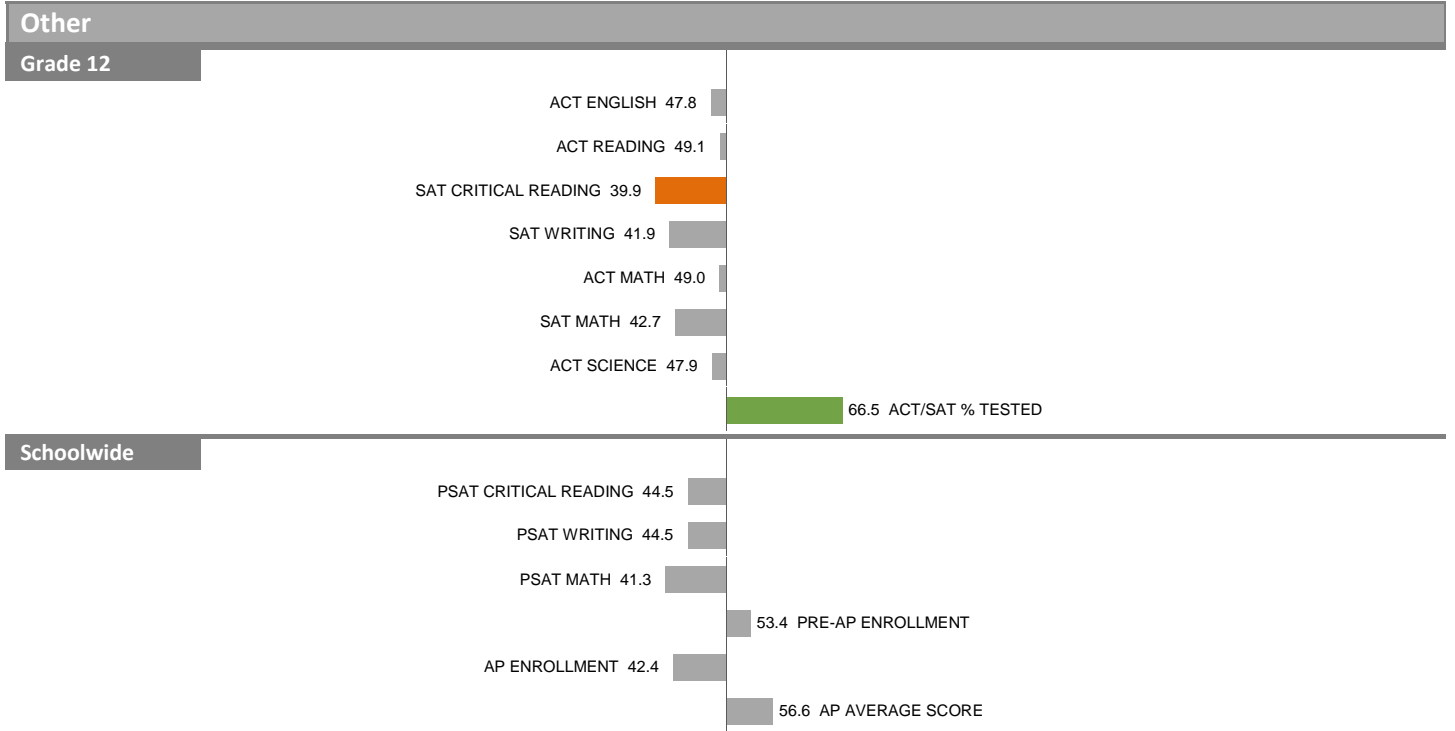 Other
Grade 12
ACT ENGLISH 47.8
ACT READING 49.1
SAT CRITICAL READING 39.9
SAT WRITING 41.9
ACT MATH 49.0
SAT MATH 42.7
ACT SCIENCE 47.9
66.5 ACT/SAT % TESTED
Schoolwide
PSAT CRITICAL READING 44.5
PSAT WRITING 44.5
PSAT MATH 41.3
53.4 PRE-AP ENROLLMENT
AP ENROLLMENT 42.4
56.6 AP AVERAGE SCORE